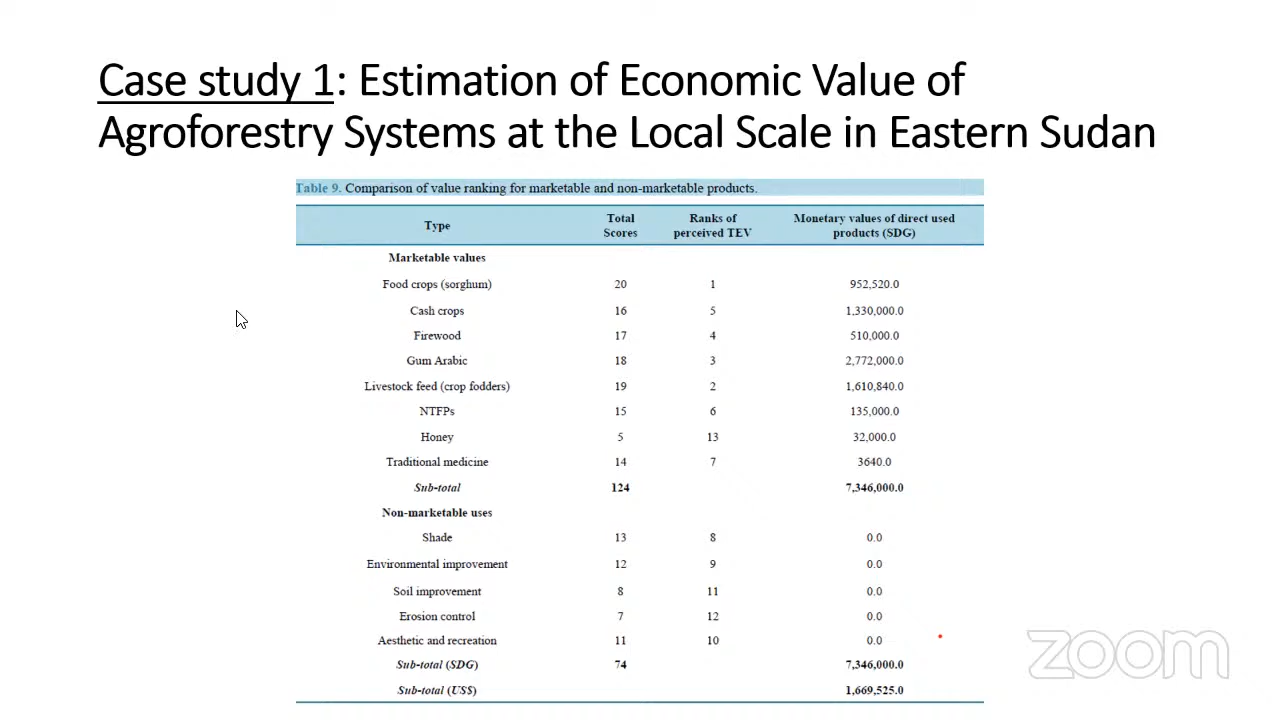 Case study 1: Estimation of Economic Value of
Agroforestry Systems at the Local Scale in Eastern Sudan
Table 9. Comparison of value ranking for marketable and non-marketable products.
Type Total Scores Ranks of perceived TEV Monetary values of direct used products (SDG)
Marketable values
Food crops (sorghum) 20 1 952,520.0
Cash crops 16 5 1,330,000.0
Firewood 17 4 510,000.0
Gum Arabic 18 3 2,772,000.0
Livestock feed (crop fodders) 19 2 1,610,840.0
NTFPs 15 6 135,000.0
Honey 5 13 32,000.0
Traditional medicine 14 7 3640.0
Sub-total 124 7,346,000.0
Non-marketable uses
Shade 13 8 0.0
Environmental improvement 12 9 0.0
Soil improvement 8 11 0.0
Erosion control 7 12 0.0
Aesthetic and recreation 11 10 0.0
Sub-total (SDG) 74 7,346,000.0
Sub-total (US$) 1,669,525.0
zoom